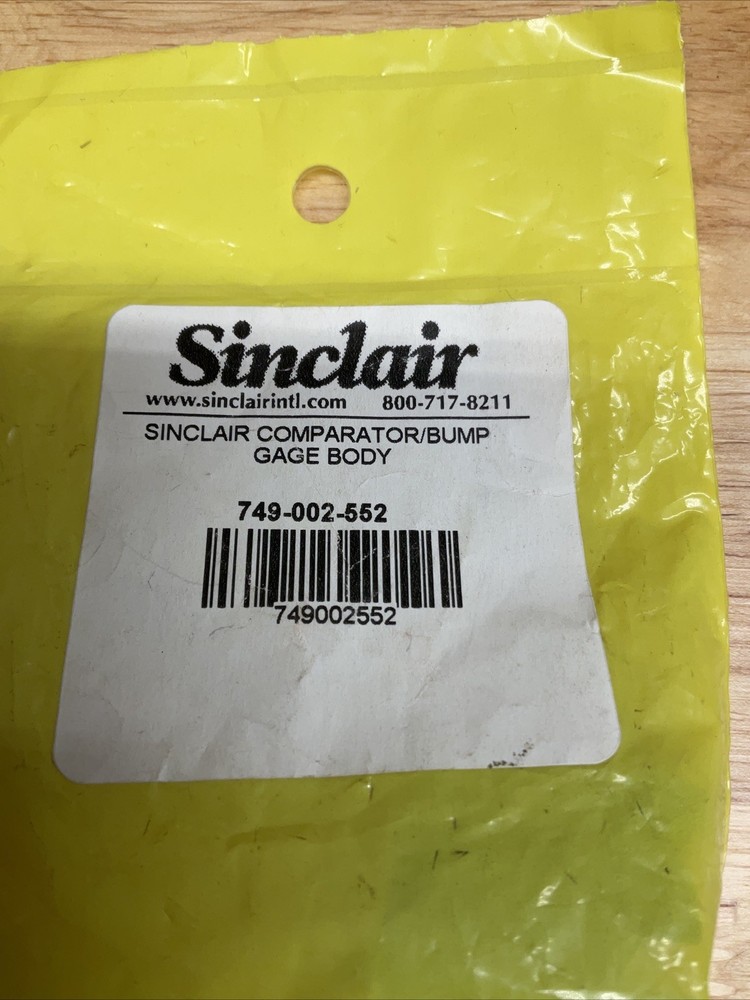 Sinclair
www.sinclairintl.com 800-717-8211
SINCLAIR COMPARATOR/BUMP
GAGE BODY
749-002-552
749002552